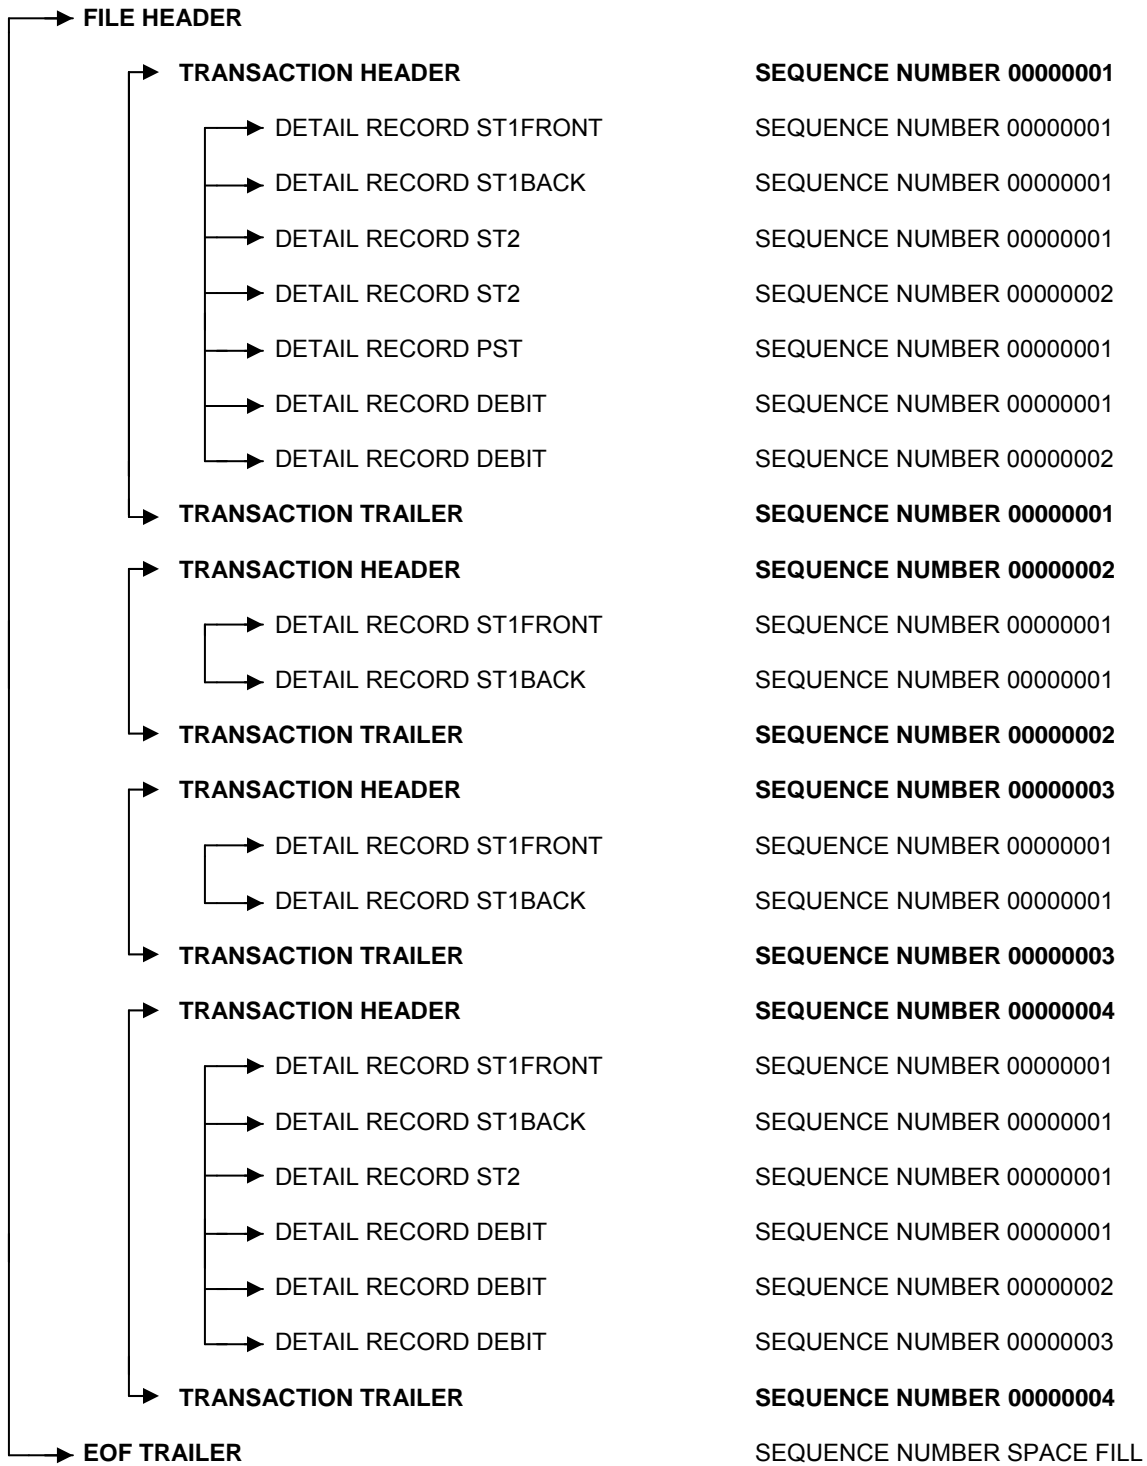 FILE HEADER
TRANSACTION HEADER SEQUENCE NUMBER 00000001
DETAIL RECORD ST1FRONT SEQUENCE NUMBER 00000001
DETAIL RECORD ST1BACK SEQUENCE NUMBER 00000001
DETAIL RECORD ST2 SEQUENCE NUMBER 00000001
DETAIL RECORD ST2 SEQUENCE NUMBER 00000002
DETAIL RECORD PST SEQUENCE NUMBER 00000001
DETAIL RECORD DEBIT SEQUENCE NUMBER 00000001
DETAIL RECORD DEBIT SEQUENCE NUMBER 00000002
TRANSACTION TRAILER SEQUENCE NUMBER 00000001
TRANSACTION HEADER SEQUENCE NUMBER 00000002
DETAIL RECORD ST1FRONT SEQUENCE NUMBER 00000001
DETAIL RECORD ST1BACK SEQUENCE NUMBER 00000001
TRANSACTION TRAILER SEQUENCE NUMBER 00000002
TRANSACTION HEADER SEQUENCE NUMBER 00000003
DETAIL RECORD ST1FRONT SEQUENCE NUMBER 00000001
DETAIL RECORD ST1BACK SEQUENCE NUMBER 00000001
TRANSACTION TRAILER SEQUENCE NUMBER 00000003
TRANSACTION HEADER SEQUENCE NUMBER 00000004
DETAIL RECORD ST1FRONT SEQUENCE NUMBER 00000001
DETAIL RECORD ST1BACK SEQUENCE NUMBER 00000001
DETAIL RECORD ST2 SEQUENCE NUMBER 00000001
DETAIL RECORD DEBIT SEQUENCE NUMBER 00000001
DETAIL RECORD DEBIT SEQUENCE NUMBER 00000002
DETAIL RECORD DEBIT SEQUENCE NUMBER 00000003
TRANSACTION TRAILER SEQUENCE NUMBER 00000004
EOF TRAILER SEQUENCE NUMBER SPACE FILL